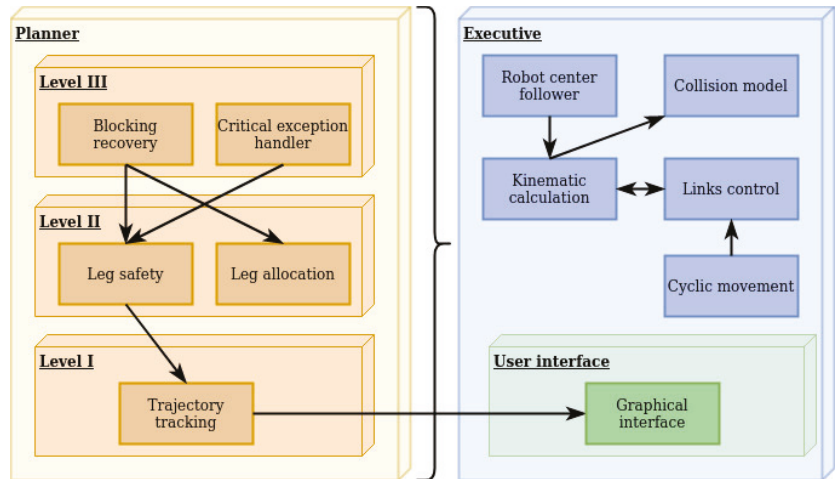 Planner
Level III
Blocking
recovery
Critical exception
handler
Level II
Leg safety
Leg allocation
Level I
Trajectory
tracking
Executive
Robot center
follower
Collision model
Kinematic
calculation
Links control
Cyclic movement
User interface
Graphical
interface